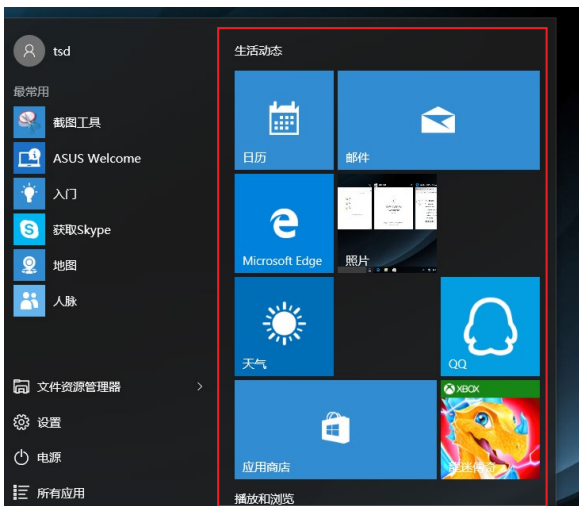 tsd
最常用
截图工具
ASUS Welcome
入门
获取Skype
地图
人脉
文件资源管理器
设置
电源
所有应用
生活动态
日历
邮件
Microsoft Edge
照片
天气
QQ
应用商店
XBOX
播放和浏览